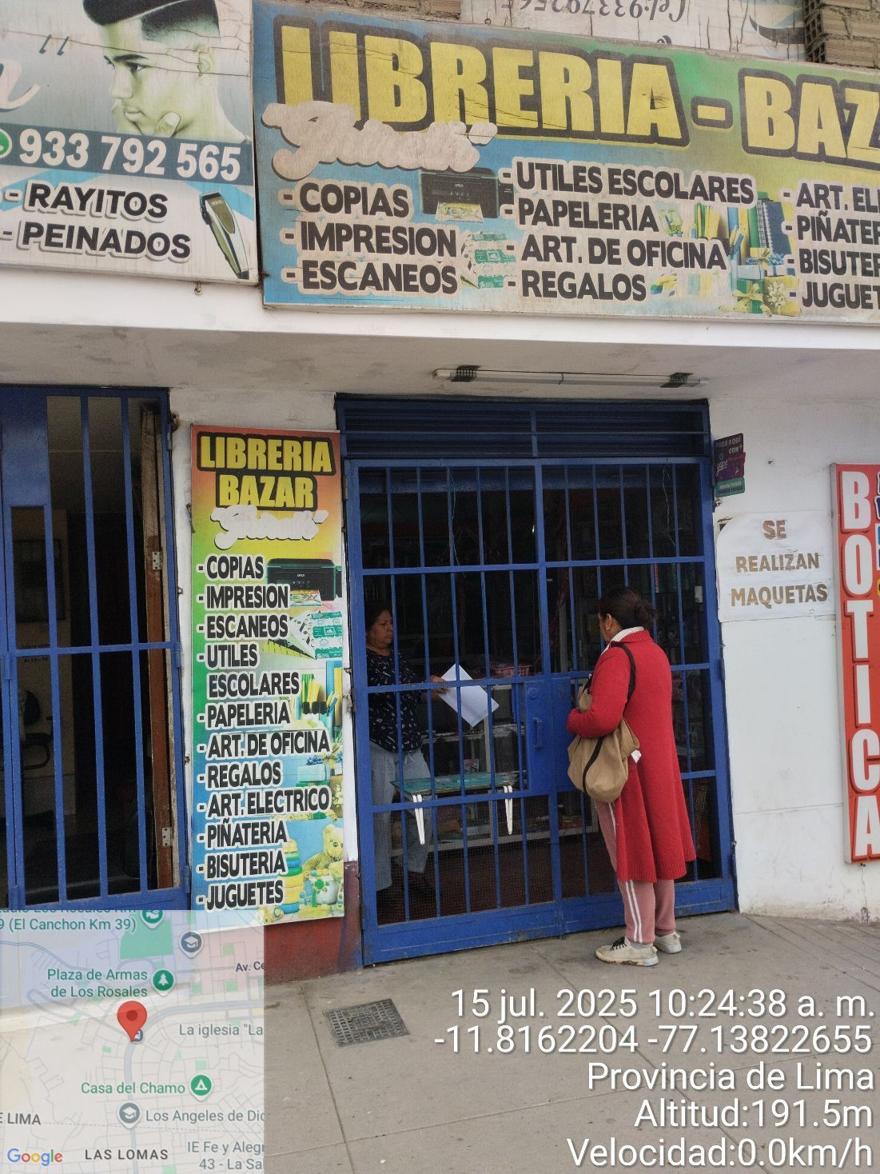 933 792 565
- RAYITOS
- PEINADOS
LIBRERIA - BAZ
- COPIAS
- IMPRESION
- ESCANEOS
- UTILES ESCOLARES
- PAPELERIA
- ART. DE OFICINA
- REGALOS
- ART. EL
- PIÑATER
- BISUTER
- JUGUET
LIBRERIA
BAZAR
- COPIAS
- IMPRESION
- ESCANEOS
- UTILES
ESCOLARES
- PAPELERIA
- ART. DE OFICINA
- REGALOS
- ART. ELECTRICO
- PIÑATERIA
- BISUTERIA
- JUGUETES
SE
REALIZAN
MAQUETAS
BOTICA
9 (El Canchon Km 39)
Plaza de Armas
de Los Rosales
Av. Ce
La iglesia "La
Casa del Chamo
Los Angeles de Dio
E LIMA
IE Fe y Alegr
43 - La Sa
LAS LOMAS
Google
15 jul. 2025 10:24:38 a. m.
-11.8162204 -77.13822655
Provincia de Lima
Altitud:191.5m
Velocidad:0.0km/h